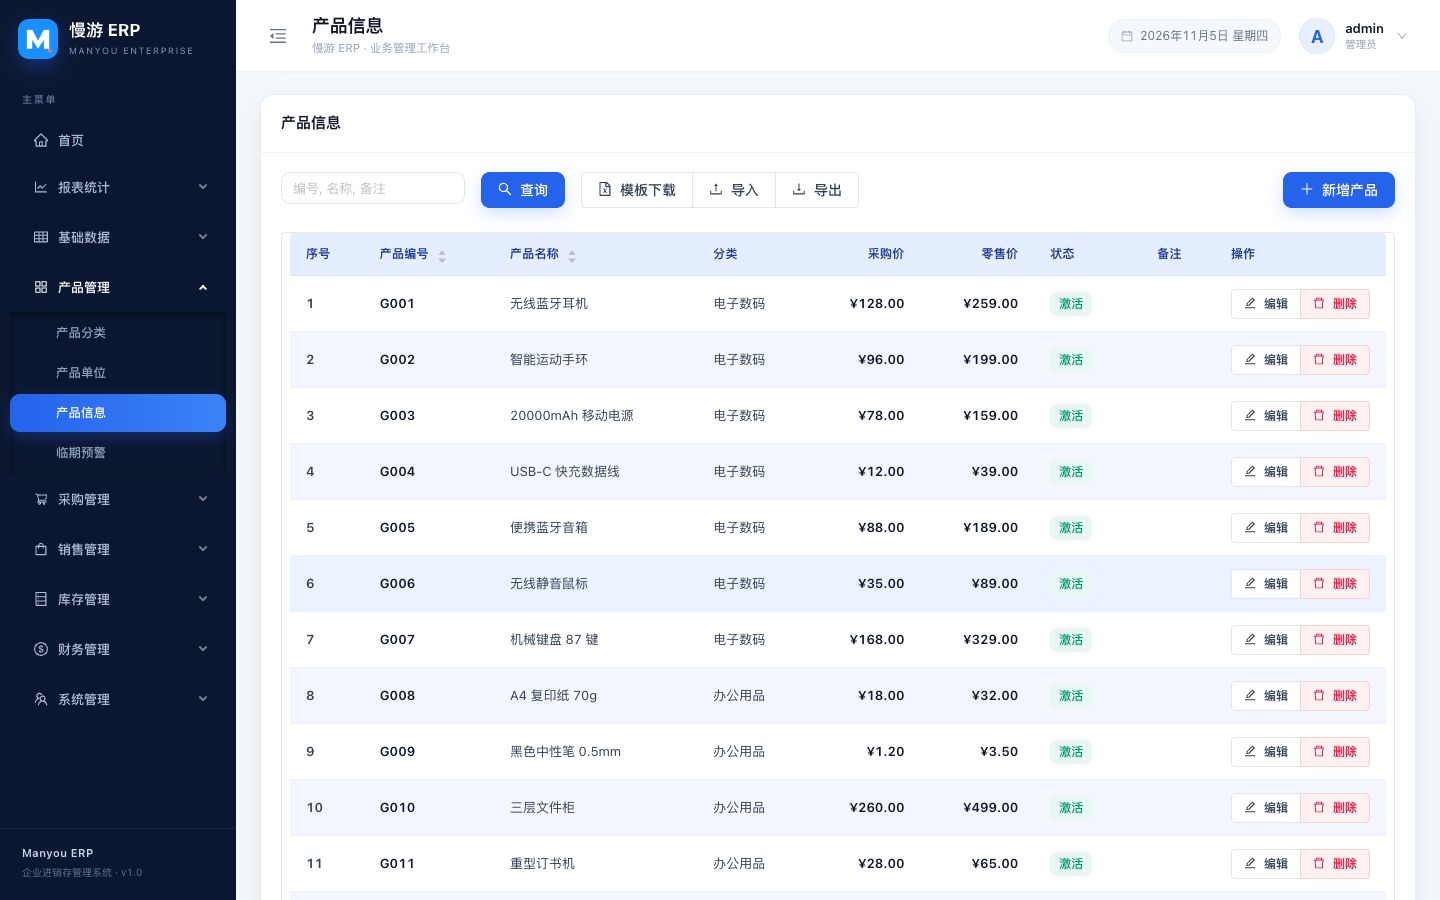 慢游 ERP
MANYOU ENTERPRISE
主菜单
首页
报表统计
基础数据
产品管理
产品分类
产品单位
产品信息
临期预警
采购管理
销售管理
库存管理
财务管理
系统管理
Manyou ERP
企业进销存管理系统 · v1.0
产品信息
慢游 ERP · 业务管理工作台
2026年11月5日 星期四
A
admin
管理员
产品信息
编号, 名称, 备注 查询 模板下载 导入 导出 新增产品
序号 产品编号 产品名称 分类 采购价 零售价 状态 备注 操作
1 G001 无线蓝牙耳机 电子数码 ¥128.00 ¥259.00 激活 编辑 删除
2 G002 智能运动手环 电子数码 ¥96.00 ¥199.00 激活 编辑 删除
3 G003 20000mAh 移动电源 电子数码 ¥78.00 ¥159.00 激活 编辑 删除
4 G004 USB-C 快充数据线 电子数码 ¥12.00 ¥39.00 激活 编辑 删除
5 G005 便携蓝牙音箱 电子数码 ¥88.00 ¥189.00 激活 编辑 删除
6 G006 无线静音鼠标 电子数码 ¥35.00 ¥89.00 激活 编辑 删除
7 G007 机械键盘 87 键 电子数码 ¥168.00 ¥329.00 激活 编辑 删除
8 G008 A4 复印纸 70g 办公用品 ¥18.00 ¥32.00 激活 编辑 删除
9 G009 黑色中性笔 0.5mm 办公用品 ¥1.20 ¥3.50 激活 编辑 删除
10 G010 三层文件柜 办公用品 ¥260.00 ¥499.00 激活 编辑 删除
11 G011 重型订书机 办公用品 ¥28.00 ¥65.00 激活 编辑 删除